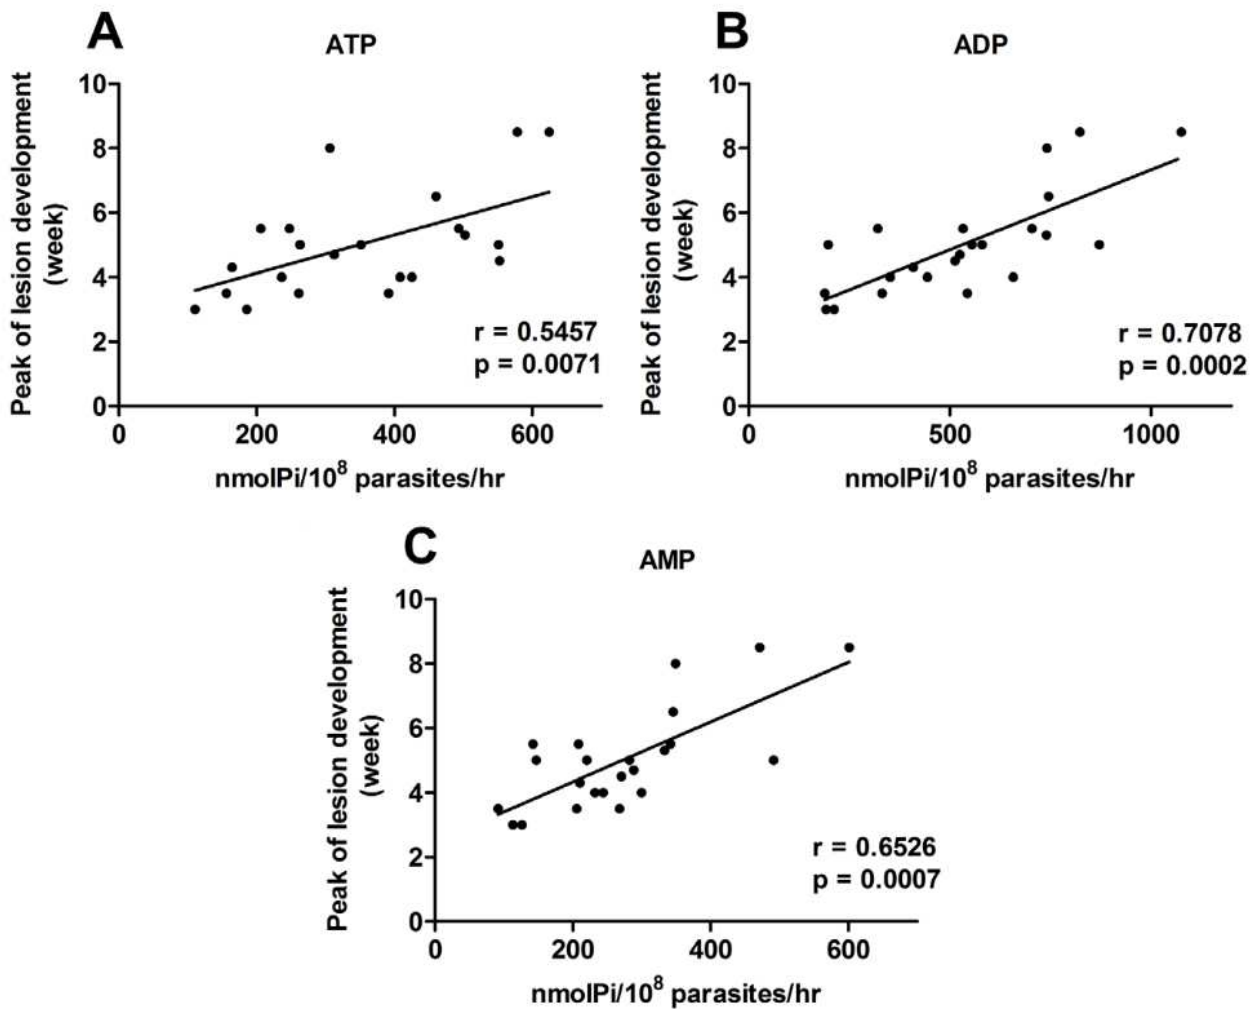 A
ATP
Peak of lesion development
(week)
10
8
6
4
2
0
0 200 400 600
r = 0.5457
p = 0.0071
nmolPi/10⁸ parasites/hr
B
ADP
Peak of lesion development
(week)
10
8
6
4
2
0
0 500 1000
r = 0.7078
p = 0.0002
nmolPi/10⁸ parasites/hr
C
AMP
Peak of lesion development
(week)
10
8
6
4
2
0
0 200 400 600
r = 0.6526
p = 0.0007
nmolPi/10⁸ parasites/hr